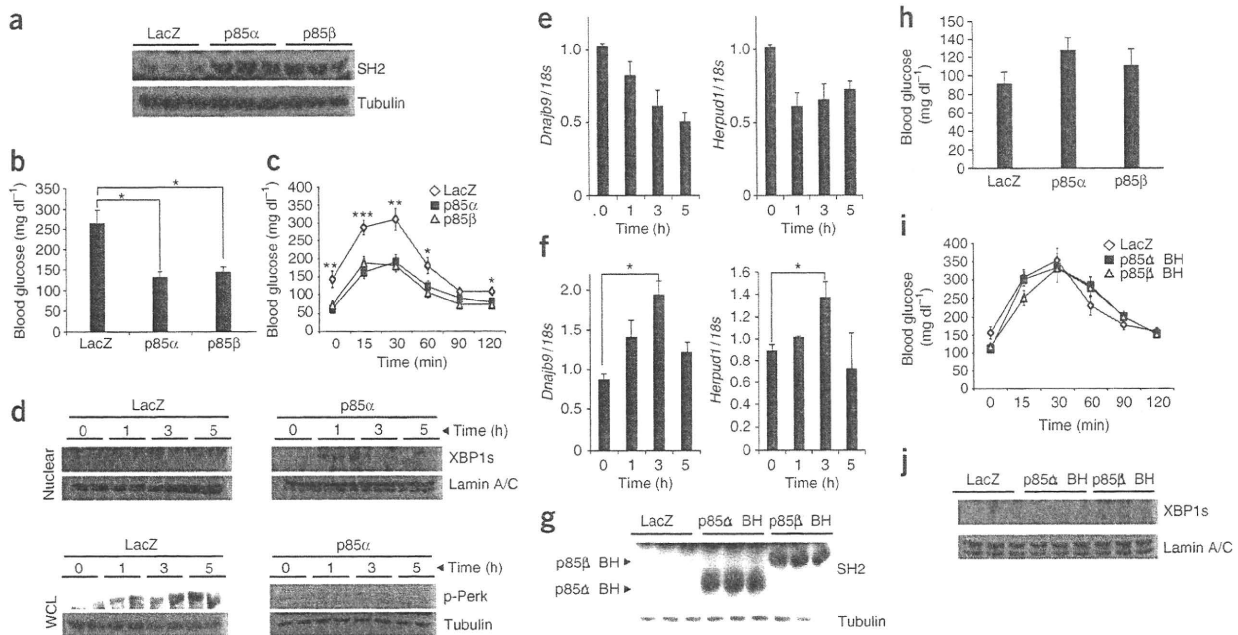 a
LacZ p85α p85β
SH2
Tubulin
b
Blood glucose (mg dl⁻¹)
350
300
250
200
150
100
50
0
* *
LacZ p85α p85β
c
Blood glucose (mg dl⁻¹)
400
350
300
250
200
150
100
50
0
LacZ
p85α
p85β
** *** ** * *
0 15 30 60 90 120
Time (min)
d
LacZ
0 1 3 5
Nuclear
p85α
0 1 3 5
Time (h)
XBP1s
Lamin A/C
LacZ
0 1 3 5
WCL
p85α
0 1 3 5
Time (h)
p-Perk
Tubulin
e
Dnajb9/18s
1.0
0.5
0
.0 1 3 5
Time (h)
Herpud1/18s
1.0
0.5
0
0 1 3 5
Time (h)
f
Dnajb9/18s
2.0
1.0
1.0
0
*
0 1 3 5
Time (h)
Herpud1/18s
1.6
1.4
1.2
1.0
0.8
0.6
0.4
0.2
0
*
0 1 3 5
Time (h)
g
LacZ p85Δ BH p85β BH
p85β BH
p85Δ BH
SH2
Tubulin
h
Blood glucose
(mg dl⁻¹)
160
140
120
100
80
60
40
20
0
LacZ p85α p85β
i
Blood glucose
(mg dl⁻¹)
400
350
300
250
200
150
100
50
0
LacZ
p85Δ BH
p85β BH
0 15 30 60 90 120
Time (min)
j
LacZ p85Δ BH p85β BH
XBP1s
Lamin A/C